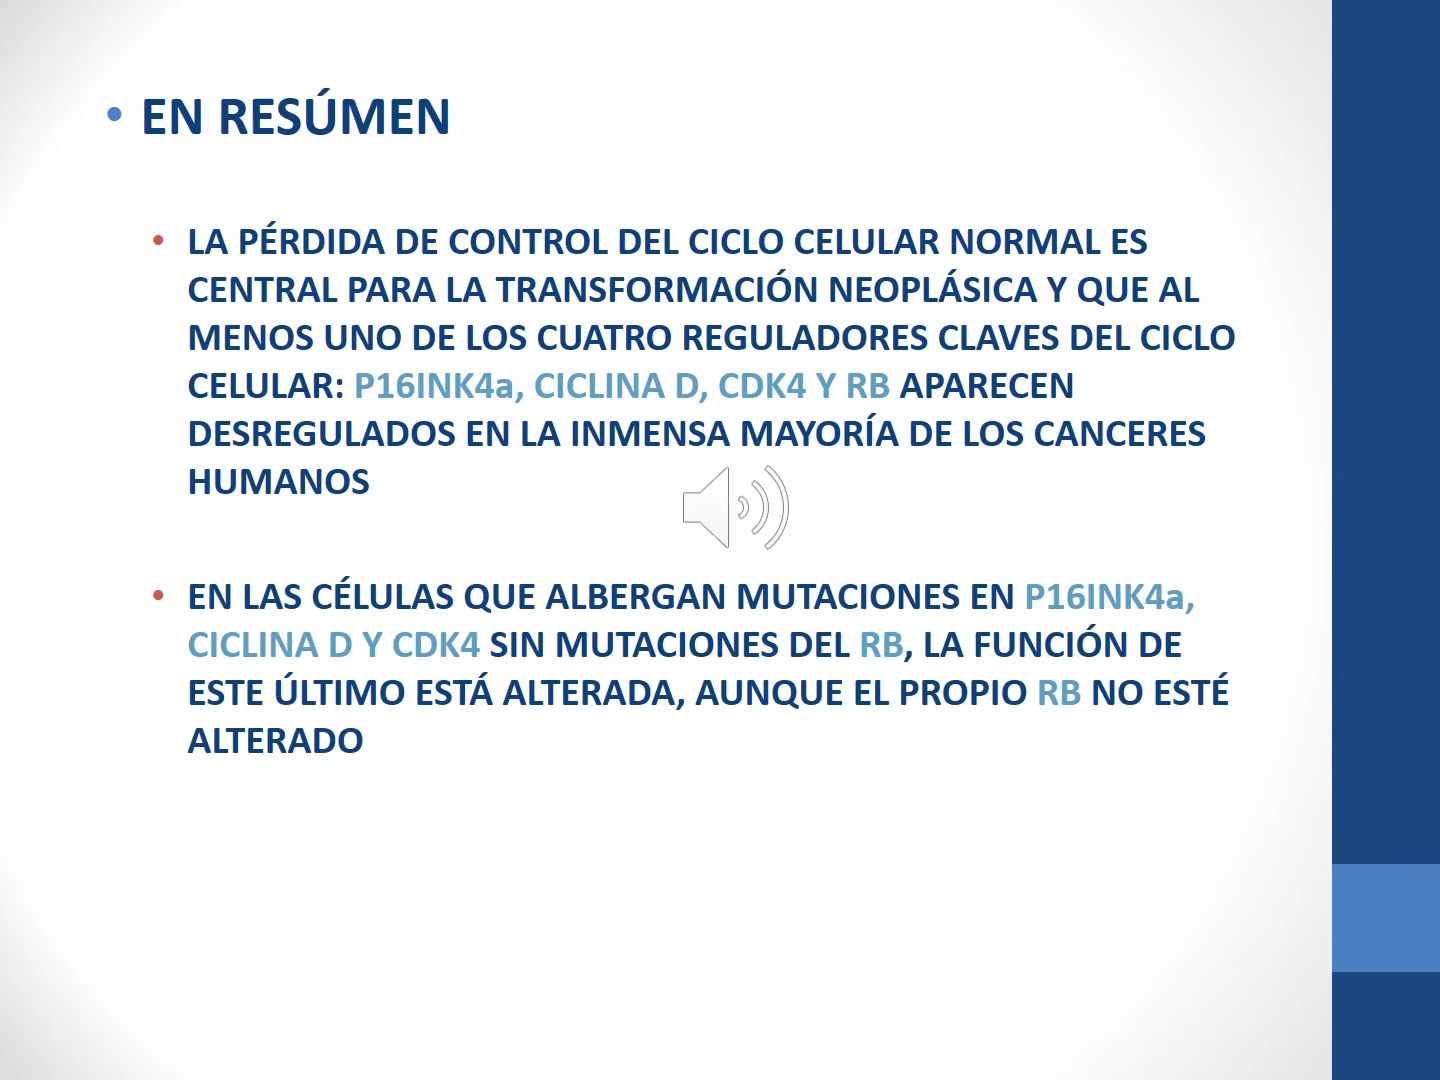 • EN RESÚMEN
• LA PÉRDIDA DE CONTROL DEL CICLO CELULAR NORMAL ES
CENTRAL PARA LA TRANSFORMACIÓN NEOPLÁSICA Y QUE AL
MENOS UNO DE LOS CUATRO REGULADORES CLAVES DEL CICLO
CELULAR: P16INK4a, CICLINA D, CDK4 Y RB APARECEN
DESREGULADOS EN LA INMENSA MAYORÍA DE LOS CANCERES
HUMANOS
• EN LAS CÉLULAS QUE ALBERGAN MUTACIONES EN P16INK4a,
CICLINA D Y CDK4 SIN MUTACIONES DEL RB, LA FUNCIÓN DE
ESTE ÚLTIMO ESTÁ ALTERADA, AUNQUE EL PROPIO RB NO ESTÉ
ALTERADO